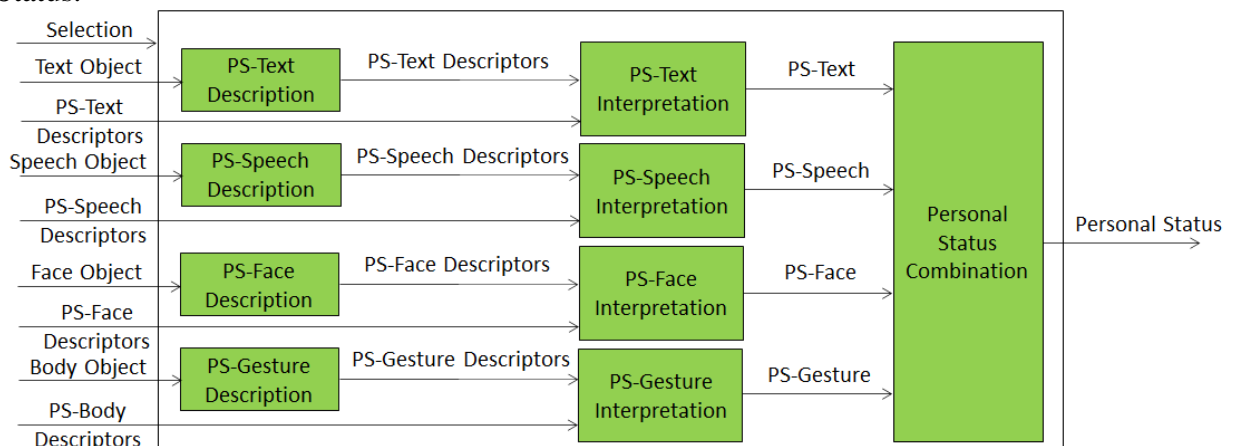 Selection
Text Object
PS-Text
Description
PS-Text Descriptors
PS-Text
Interpretation
PS-Text
PS-Text
Descriptors
Speech Object
PS-Speech
Description
PS-Speech Descriptors
PS-Speech
Interpretation
PS-Speech
PS-Speech
Descriptors
Personal
Status
Combination
Personal Status
Face Object
PS-Face
Description
PS-Face Descriptors
PS-Face
Interpretation
PS-Face
PS-Face
Descriptors
Body Object
PS-Gesture
Description
PS-Gesture Descriptors
PS-Gesture
Interpretation
PS-Gesture
PS-Body
Descriptors